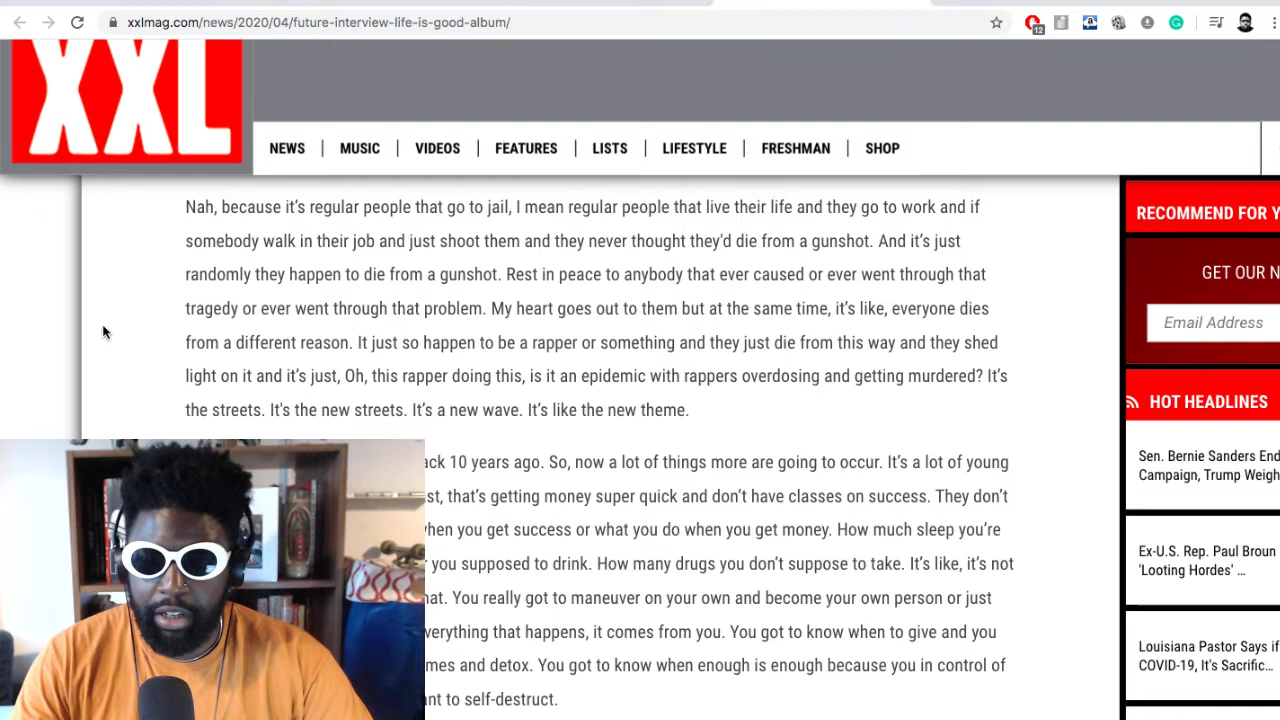 xxlmag.com/news/2020/04/future-interview-life-is-good-album/
12
XXL
NEWS | MUSIC | VIDEOS | FEATURES | LISTS | LIFESTYLE | FRESHMAN | SHOP
Nah, because it’s regular people that go to jail, I mean regular people that live their life and they go to work and if
somebody walk in their job and just shoot them and they never thought they'd die from a gunshot. And it’s just
randomly they happen to die from a gunshot. Rest in peace to anybody that ever caused or ever went through that
tragedy or ever went through that problem. My heart goes out to them but at the same time, it’s like, everyone dies
from a different reason. It just so happen to be a rapper or something and they just die from this way and they shed
light on it and it’s just, Oh, this rapper doing this, is it an epidemic with rappers overdosing and getting murdered? It’s
the streets. It's the new streets. It’s a new wave. It’s like the new theme.
10 years ago. So, now a lot of things more are going to occur. It’s a lot of young
that’s getting money super quick and don’t have classes on success. They don’t
when you get success or what you do when you get money. How much sleep you’re
you supposed to drink. How many drugs you don’t suppose to take. It’s like, it’s not
You really got to maneuver on your own and become your own person or just
everything that happens, it comes from you. You got to know when to give and you
and detox. You got to know when enough is enough because you in control of
to self-destruct.
RECOMMEND FOR
GET OUR
Email Address
HOT HEADLINES
Sen. Bernie Sanders
Campaign, Trump
Ex-U.S. Rep. Paul Broun
'Looting Hordes' ...
Louisiana Pastor Says if
COVID-19, It's Sacrific...